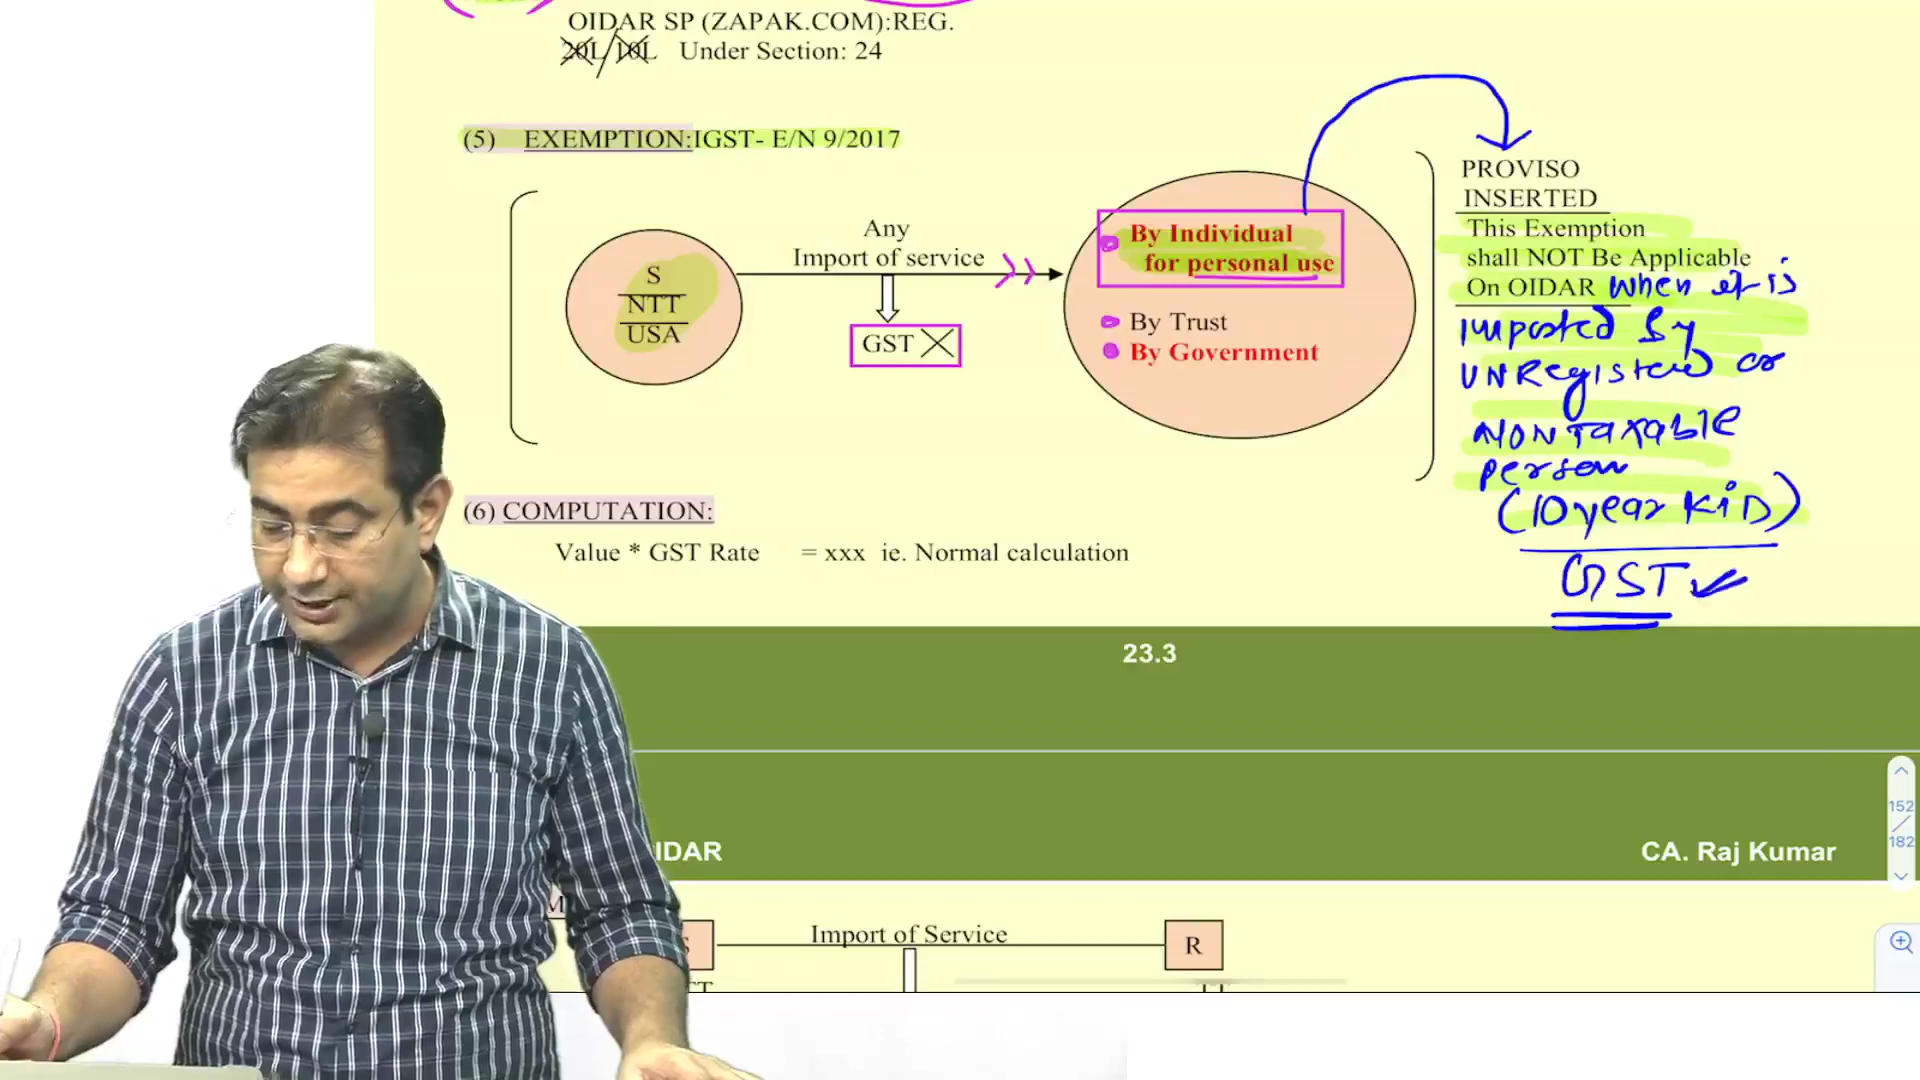 OIDAR SP (ZAPAK.COM):REG.
20L/10L Under Section: 24
(5) EXEMPTION:IGST- E/N 9/2017
S
NTT
USA
Any
Import of service
GST
By Individual
for personal use
By Trust
By Government
PROVISO
INSERTED
This Exemption
shall NOT Be Applicable
On OIDAR when it is
imported by
UNRegistered or
NON Taxable
person
(10 year KiD)
GST
(6) COMPUTATION:
Value * GST Rate = xxx ie. Normal calculation
23.3
IDAR
CA. Raj Kumar
152
/
182
Import of Service
R